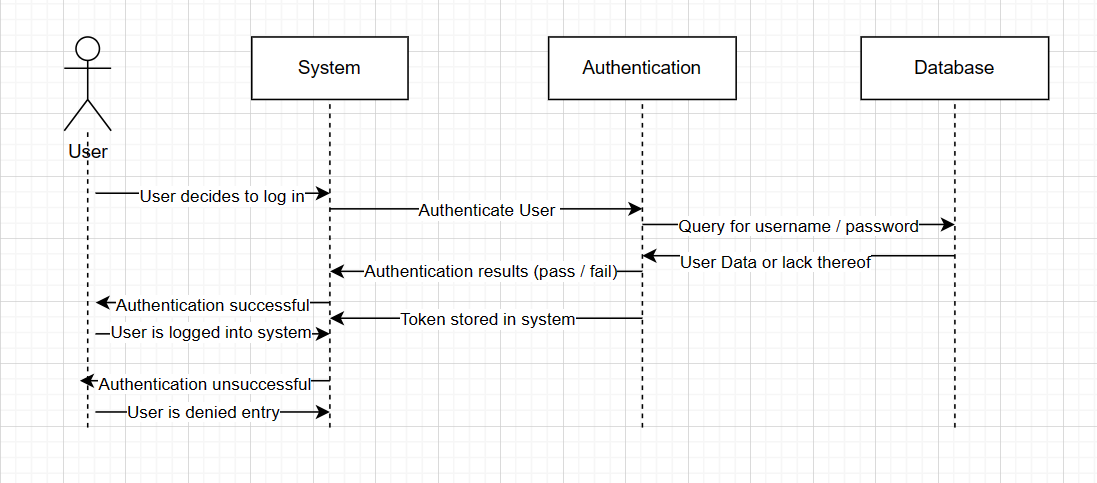 System
Authentication
Database
User
User decides to log in
Authenticate User
Query for username / password
User Data or lack thereof
Authentication results (pass / fail)
Authentication successful
Token stored in system
User is logged into system
Authentication unsuccessful
User is denied entry